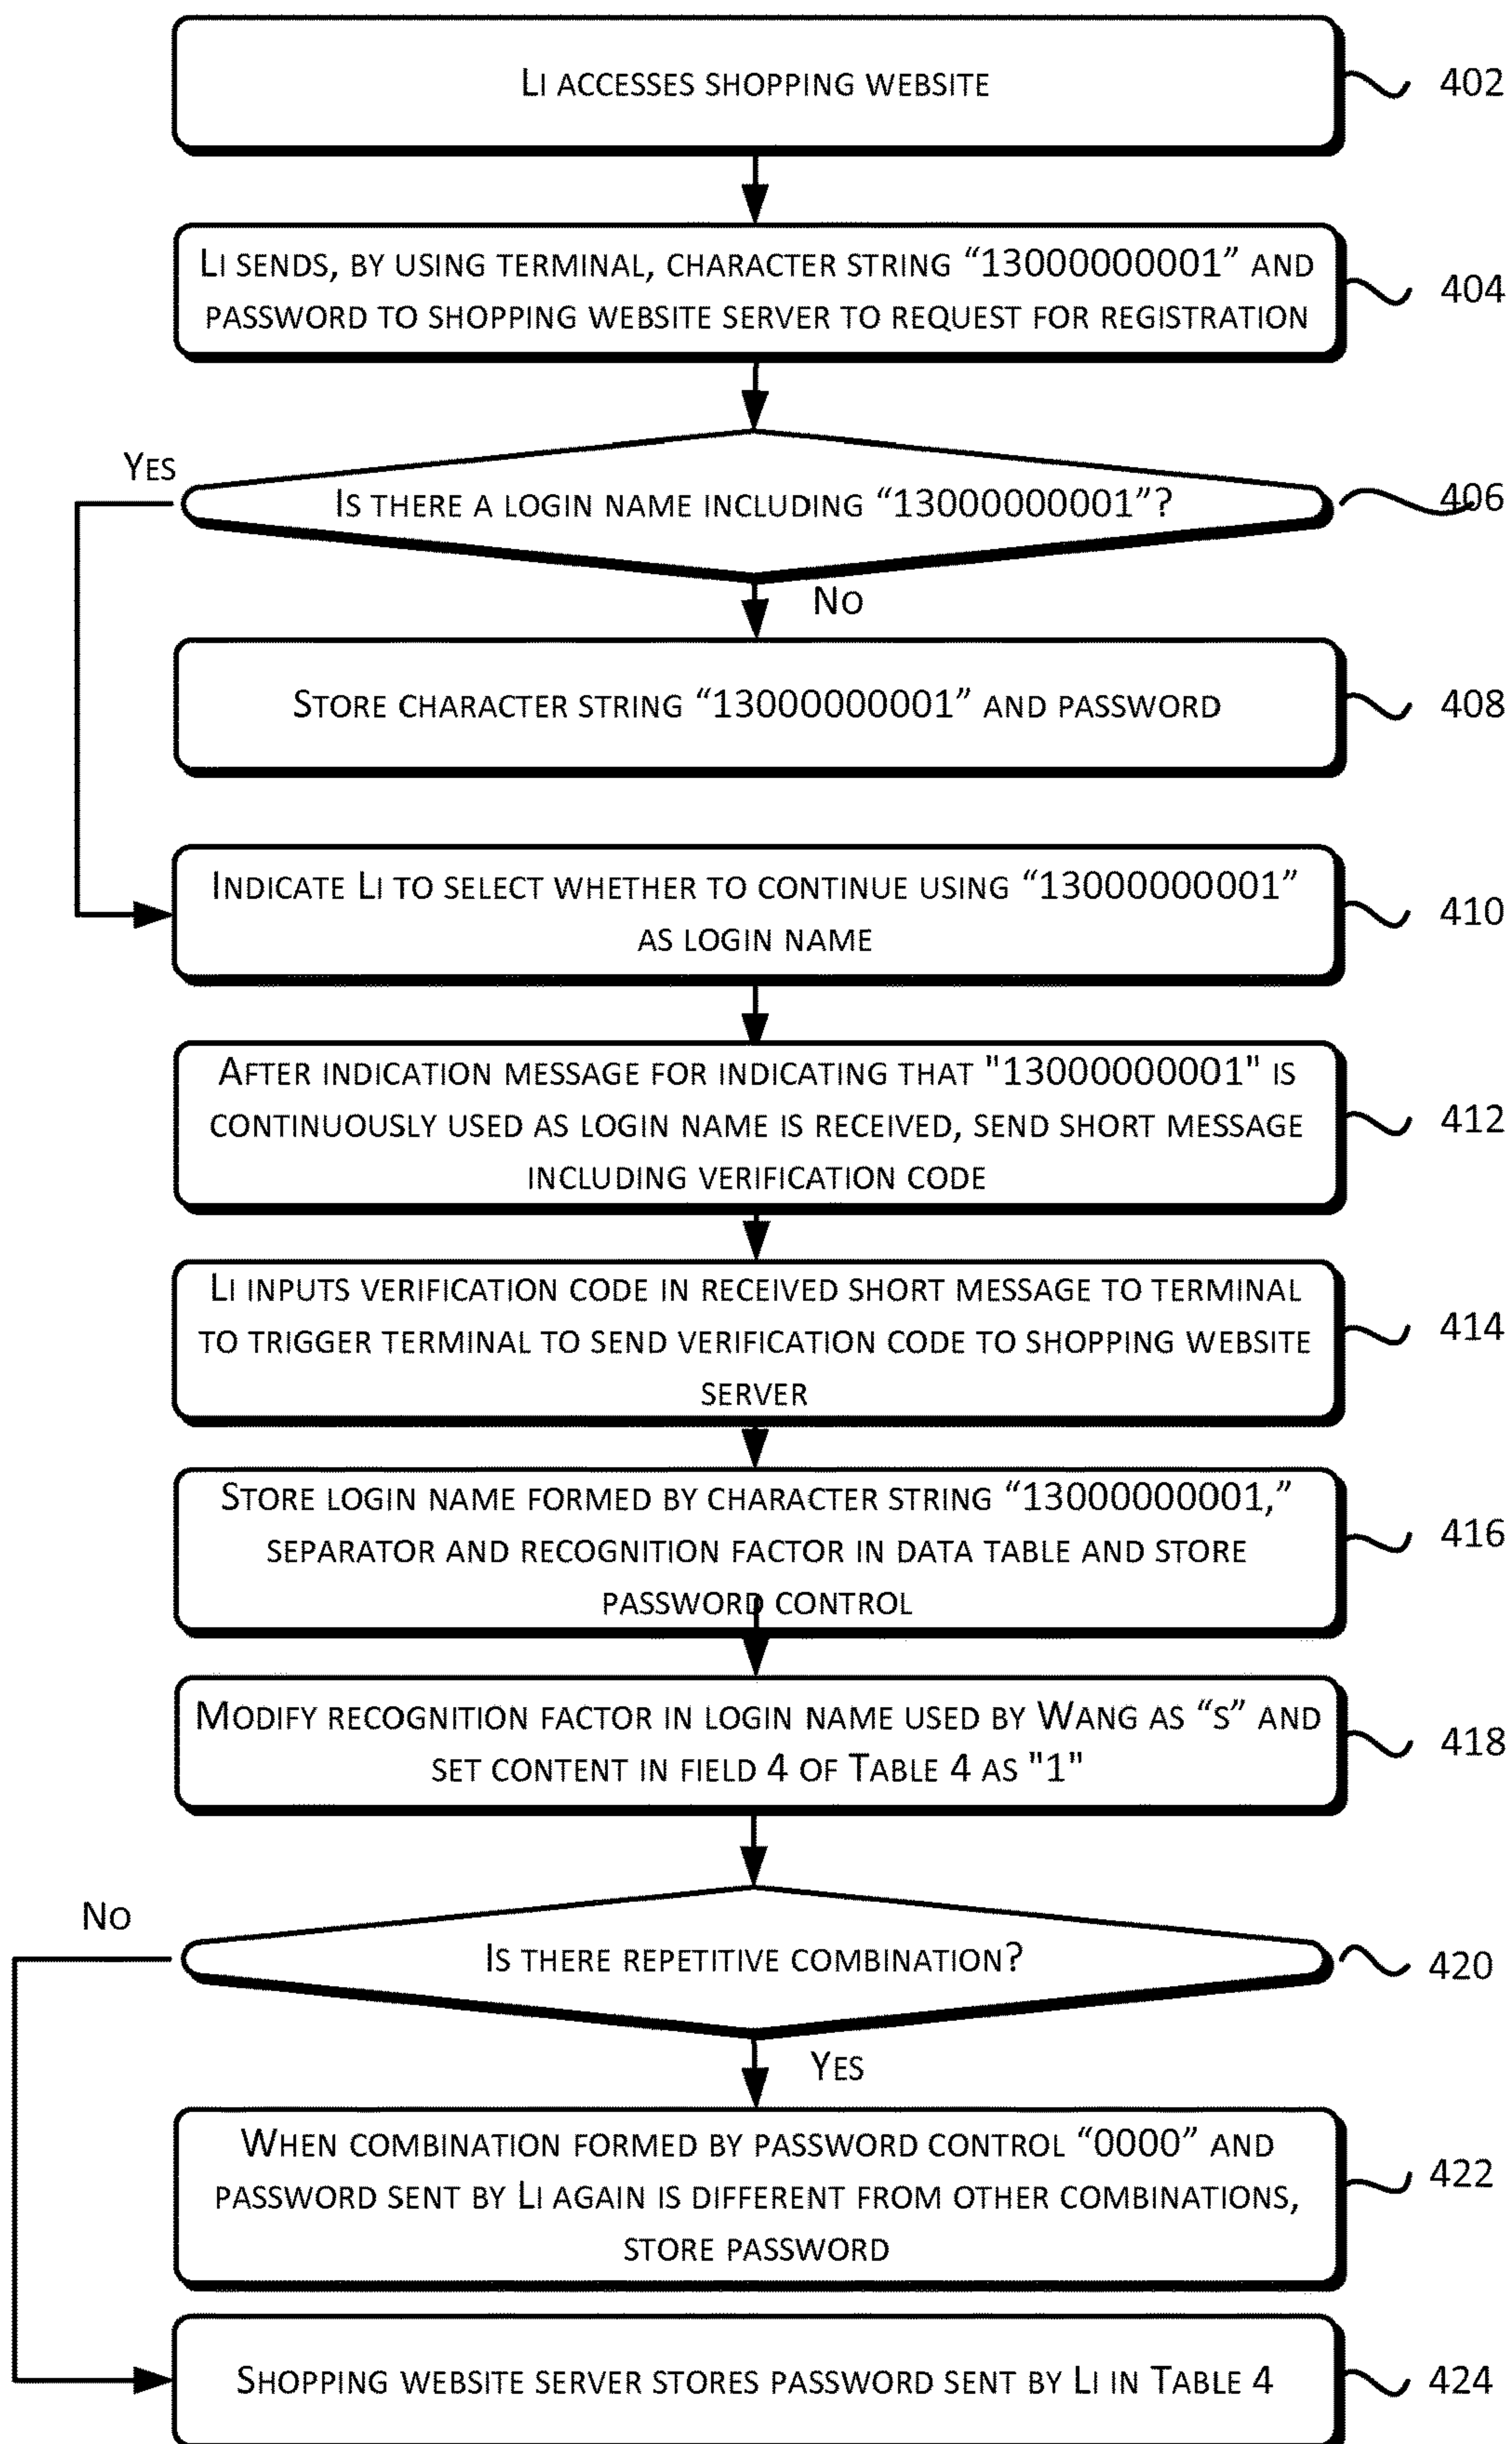 LI ACCESSES SHOPPING WEBSITE
402
LI SENDS, BY USING TERMINAL, CHARACTER STRING “13000000001” AND
PASSWORD TO SHOPPING WEBSITE SERVER TO REQUEST FOR REGISTRATION
404
YES
IS THERE A LOGIN NAME INCLUDING “13000000001”?
406
NO
STORE CHARACTER STRING “13000000001” AND PASSWORD
408
INDICATE LI TO SELECT WHETHER TO CONTINUE USING “13000000001”
AS LOGIN NAME
410
AFTER INDICATION MESSAGE FOR INDICATING THAT "13000000001" IS
CONTINUOUSLY USED AS LOGIN NAME IS RECEIVED, SEND SHORT MESSAGE
INCLUDING VERIFICATION CODE
412
LI INPUTS VERIFICATION CODE IN RECEIVED SHORT MESSAGE TO TERMINAL
TO TRIGGER TERMINAL TO SEND VERIFICATION CODE TO SHOPPING WEBSITE
SERVER
414
STORE LOGIN NAME FORMED BY CHARACTER STRING “13000000001,”
SEPARATOR AND RECOGNITION FACTOR IN DATA TABLE AND STORE
PASSWORD CONTROL
416
MODIFY RECOGNITION FACTOR IN LOGIN NAME USED BY WANG AS “S” AND
SET CONTENT IN FIELD 4 OF TABLE 4 AS "1"
418
NO
IS THERE REPETITIVE COMBINATION?
420
YES
WHEN COMBINATION FORMED BY PASSWORD CONTROL “0000” AND
PASSWORD SENT BY LI AGAIN IS DIFFERENT FROM OTHER COMBINATIONS,
STORE PASSWORD
422
SHOPPING WEBSITE SERVER STORES PASSWORD SENT BY LI IN TABLE 4
424